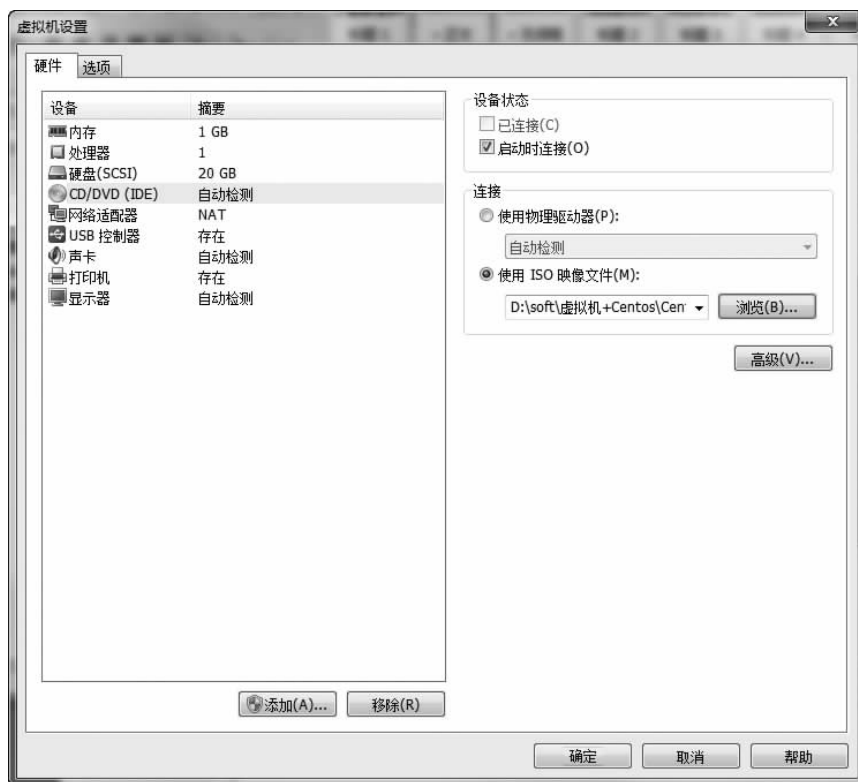 虚拟机设置
硬件 选项
设备 摘要
内存 1 GB
处理器 1
硬盘(SCSI) 20 GB
CD/DVD (IDE) 自动检测
网络适配器 NAT
USB 控制器 存在
声卡 自动检测
打印机 存在
显示器 自动检测
添加(A)... 移除(R)
设备状态
已连接(C)
启动时连接(O)
连接
使用物理驱动器(P):
自动检测
使用 ISO 映像文件(M):
D:\soft\虚拟机+Centos\Cen 浏览(B)...
高级(V)...
确定 取消 帮助